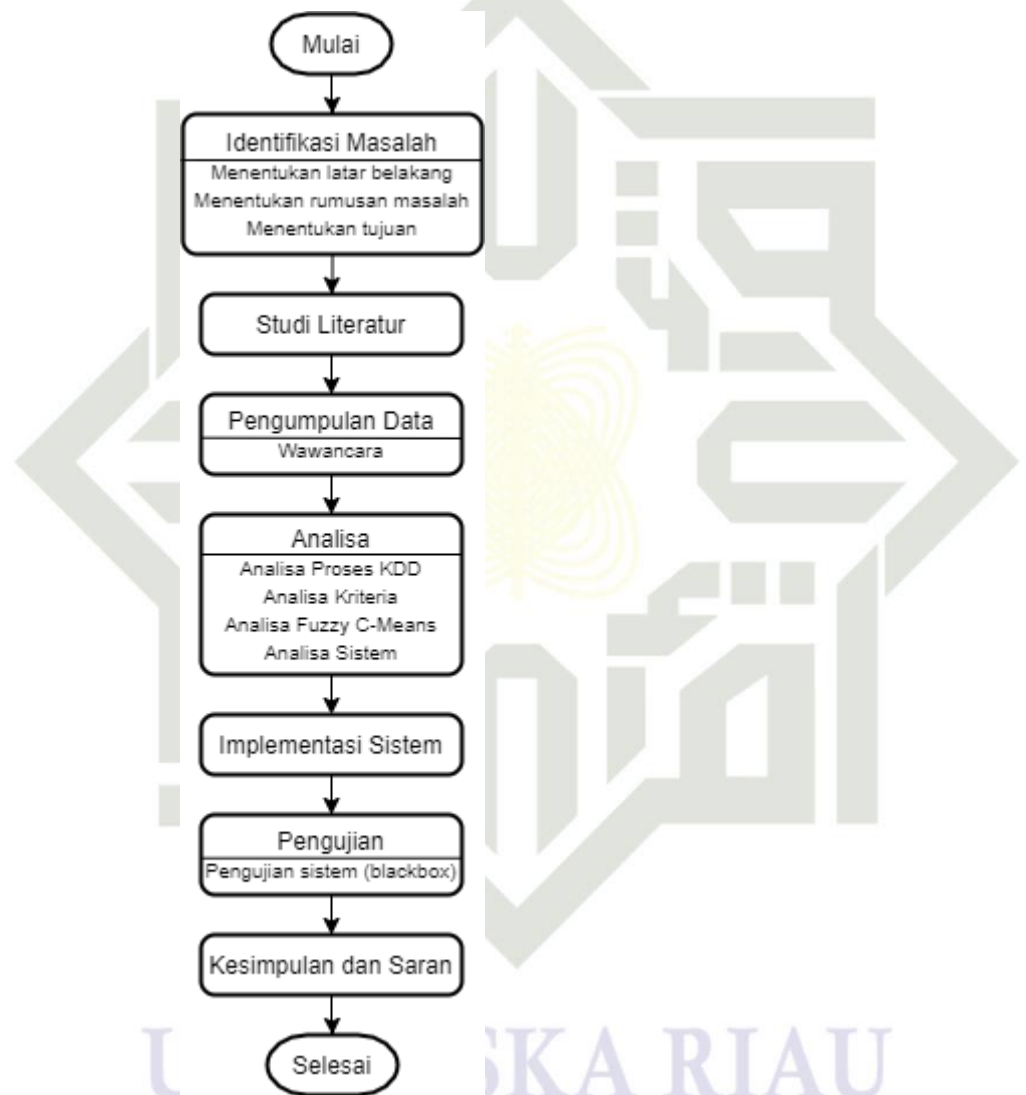 Mulai
Identifikasi Masalah
Menentukan latar belakang
Menentukan rumusan masalah
Menentukan tujuan
Studi Literatur
Pengumpulan Data
Wawancara
Analisa
Analisa Proses KDD
Analisa Kriteria
Analisa Fuzzy C-Means
Analisa Sistem
Implementasi Sistem
Pengujian
Pengujian sistem (blackbox)
Kesimpulan dan Saran
Selesai
RIAU